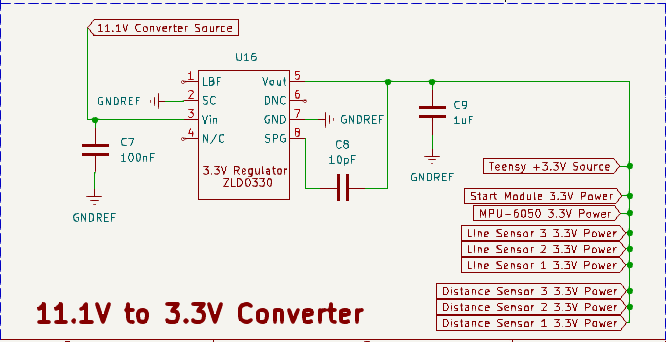 11.1V Converter Source
U16
1
LBF
Vout
5
GNDREF
2
SC
DNC
6
3
Vin
GND
7
GNDREF
4
N/C
SPG
8
C7
100nF
3.3V Regulator
ZLDO330
C8
10pF
C9
1uF
GNDREF
GNDREF
Teensy +3.3V Source
Start Module 3.3V Power
MPU-6050 3.3V Power
Line Sensor 3 3.3V Power
Line Sensor 2 3.3V Power
Line Sensor 1 3.3V Power
Distance Sensor 3 3.3V Power
Distance Sensor 2 3.3V Power
Distance Sensor 1 3.3V Power
11.1V to 3.3V Converter